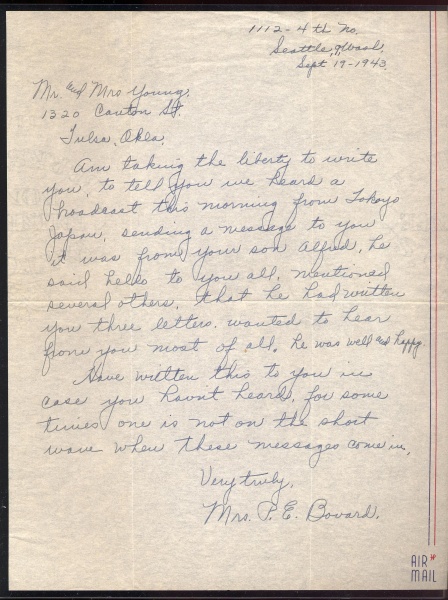 1112 - 4th No.
Seattle, Wash.
Sept 19-1943
Mr. and Mrs Young.
1320 Canton St.
Tulsa, Okla.
Am taking the liberty to write
you, to tell you we heard a
broadcast this morning from Tokayo
Japan, sending a message to you
it was from your son Alfred, he
said hello to you all, mentioned
several others, that he had written
you three letters. wanted to hear
from you most of all. he was well and happy.
Have written this to you in
case you havnt heard, for some
times one is not on the short
wave when these messages come in.
Very truly,
Mrs. P. E. Bovard.
AIR
MAIL